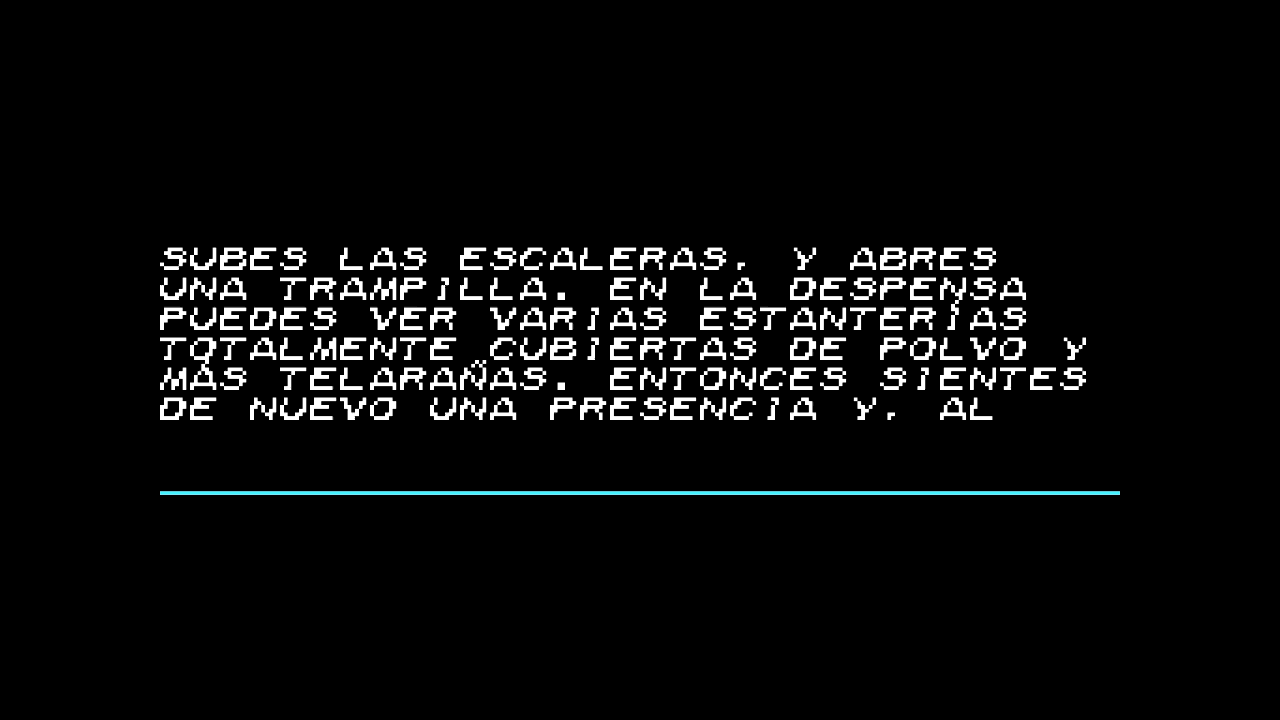 SUBES LAS ESCALERAS, Y ABRES
UNA TRAMPILLA. EN LA DESPENSA
PUEDES VER VARIAS ESTANTERÍAS
TOTALMENTE CUBIERTAS DE POLVO Y
MÁS TELARAÑAS. ENTONCES SIENTES
DE NUEVO UNA PRESENCIA Y, AL